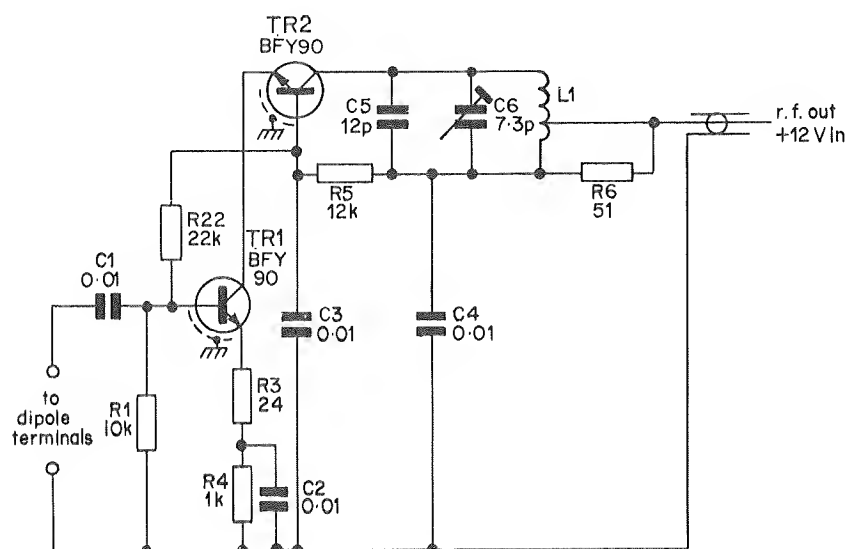 TR2
BFY90
C5
12p
C6
7.3p
L1
r.f. out
+12V in
R5
12k
R6
51
R22
22k
TR1
BFY
90
C1
0·01
C3
0·01
C4
0·01
to
dipole
terminals
R1
10k
R3
24
R4
1k
C2
0·01